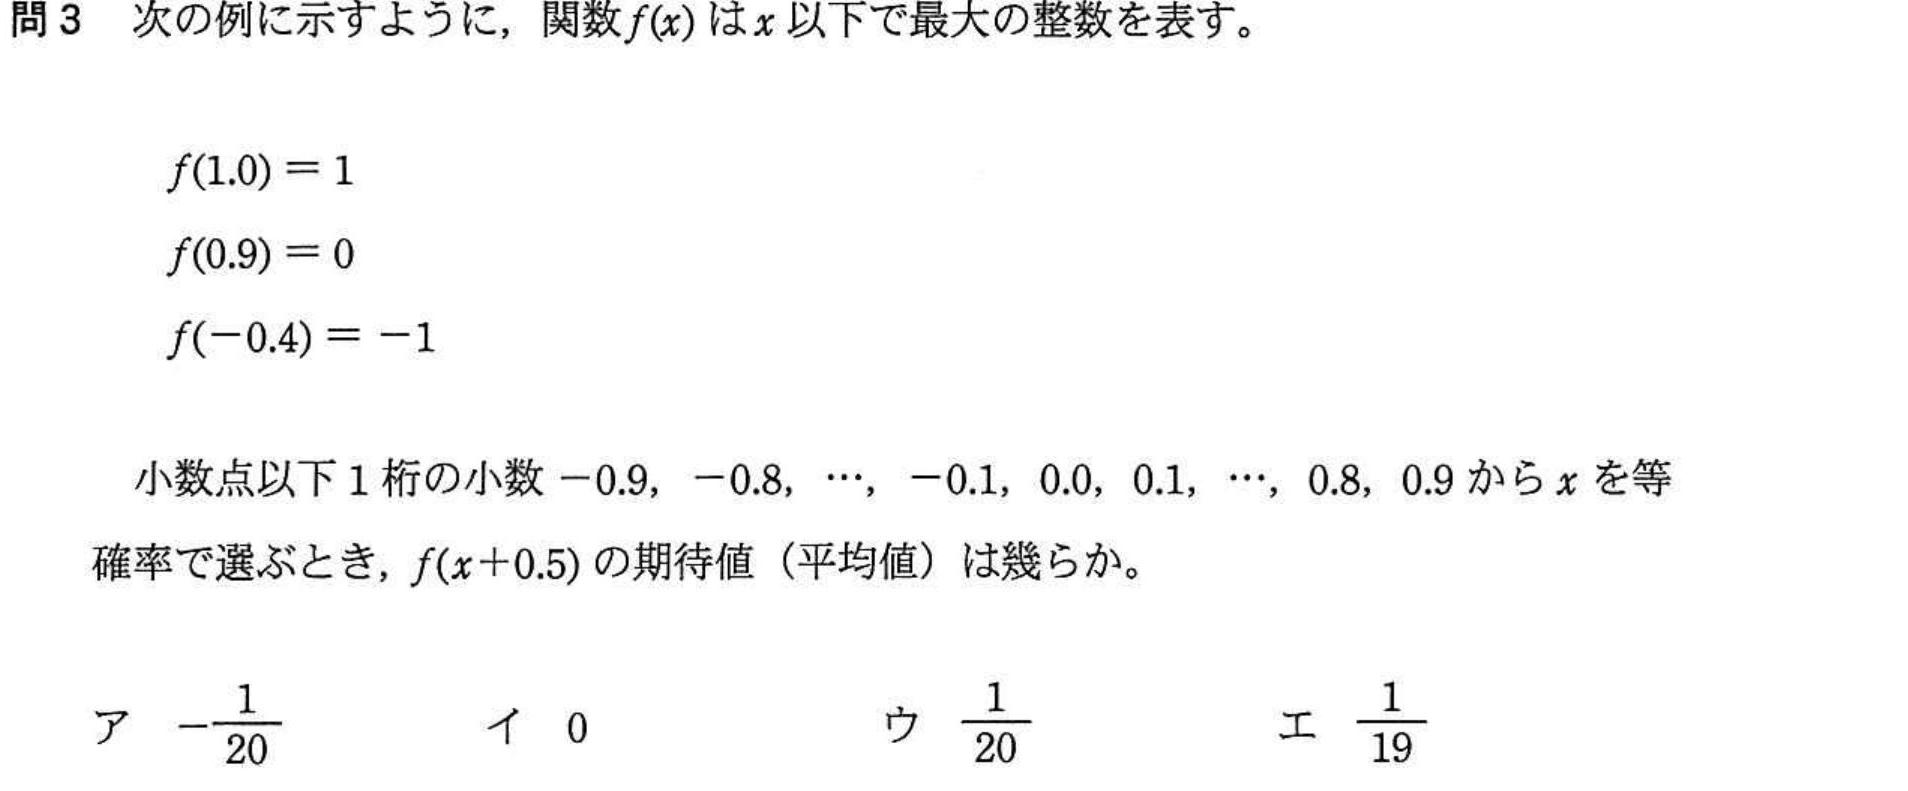 問3 次の例に示すように，関数f(x)はx以下で最大の整数を表す。
f(1.0) = 1
f(0.9) = 0
f(−0.4) = −1
小数点以下1桁の小数 −0.9，−0.8，…，−0.1，0.0，0.1，…，0.8，0.9からxを等
確率で選ぶとき，f(x+0.5)の期待値（平均値）は幾らか。
ア −1/20 イ 0 ウ 1/20 エ 1/19